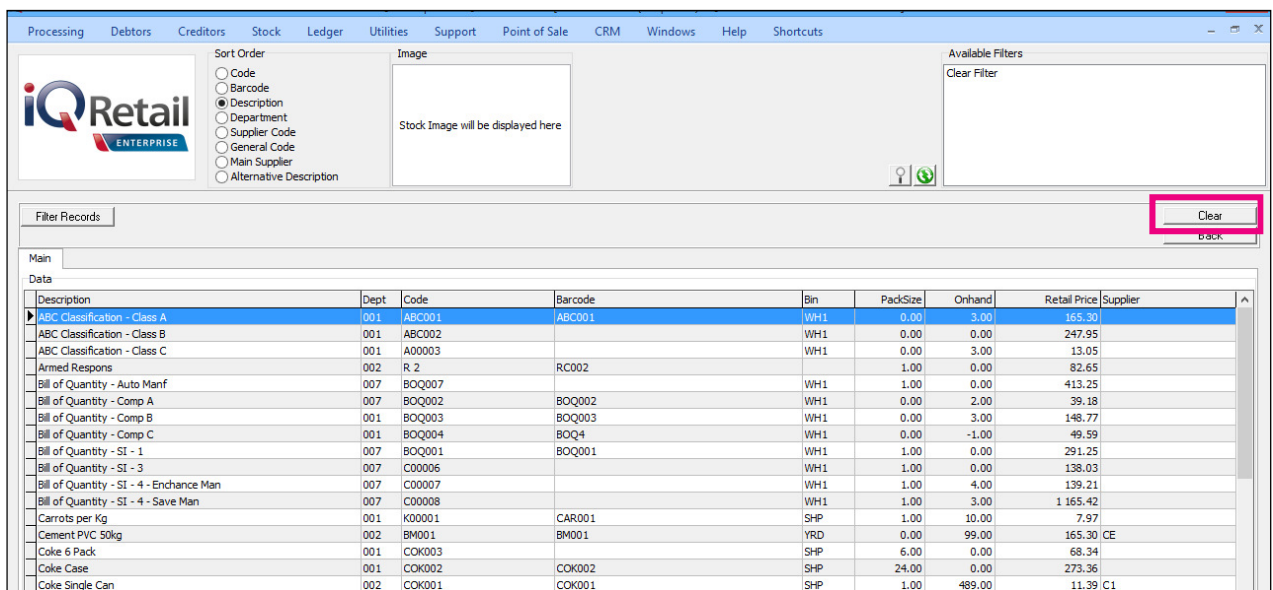 Processing Debtors Creditors Stock Ledger Utilities Support Point of Sale CRM Windows Help Shortcuts
iQ Retail
ENTERPRISE
Sort Order
Code
Barcode
Description
Department
Supplier Code
General Code
Main Supplier
Alternative Description
Image
Stock Image will be displayed here
Available Filters
Clear Filter
Filter Records
Clear
Back
Main
Data
Description Dept Code Barcode Bin PackSize Onhand Retail Price Supplier
ABC Classification - Class A 001 ABC001 ABC001 WH1 0.00 3.00 165.30
ABC Classification - Class B 001 ABC002 WH1 0.00 0.00 247.95
ABC Classification - Class C 001 A00003 WH1 0.00 3.00 13.05
Armed Respons 002 R 2 RC002 1.00 0.00 82.65
Bill of Quantity - Auto Manf 007 BOQ007 WH1 1.00 0.00 413.25
Bill of Quantity - Comp A 007 BOQ002 BOQ002 WH1 0.00 2.00 39.18
Bill of Quantity - Comp B 001 BOQ003 BOQ003 WH1 0.00 3.00 148.77
Bill of Quantity - Comp C 001 BOQ004 BOQ4 WH1 0.00 -1.00 49.59
Bill of Quantity - SI - 1 007 BOQ001 BOQ001 WH1 1.00 0.00 291.25
Bill of Quantity - SI - 3 007 C00006 WH1 1.00 0.00 138.03
Bill of Quantity - SI - 4 - Enchance Man 007 C00007 WH1 1.00 4.00 139.21
Bill of Quantity - SI - 4 - Save Man 007 C00008 WH1 1.00 3.00 1 165.42
Carrots per Kg 001 K00001 CAR001 SHP 1.00 10.00 7.97
Cement PVC 50kg 002 BM001 BM001 YRD 0.00 99.00 165.30 CE
Coke 6 Pack 001 COK003 SHP 6.00 0.00 68.34
Coke Case 001 COK002 COK002 SHP 24.00 0.00 273.36
Coke Single Can 002 COK001 COK001 SHP 1.00 489.00 11.39 C1